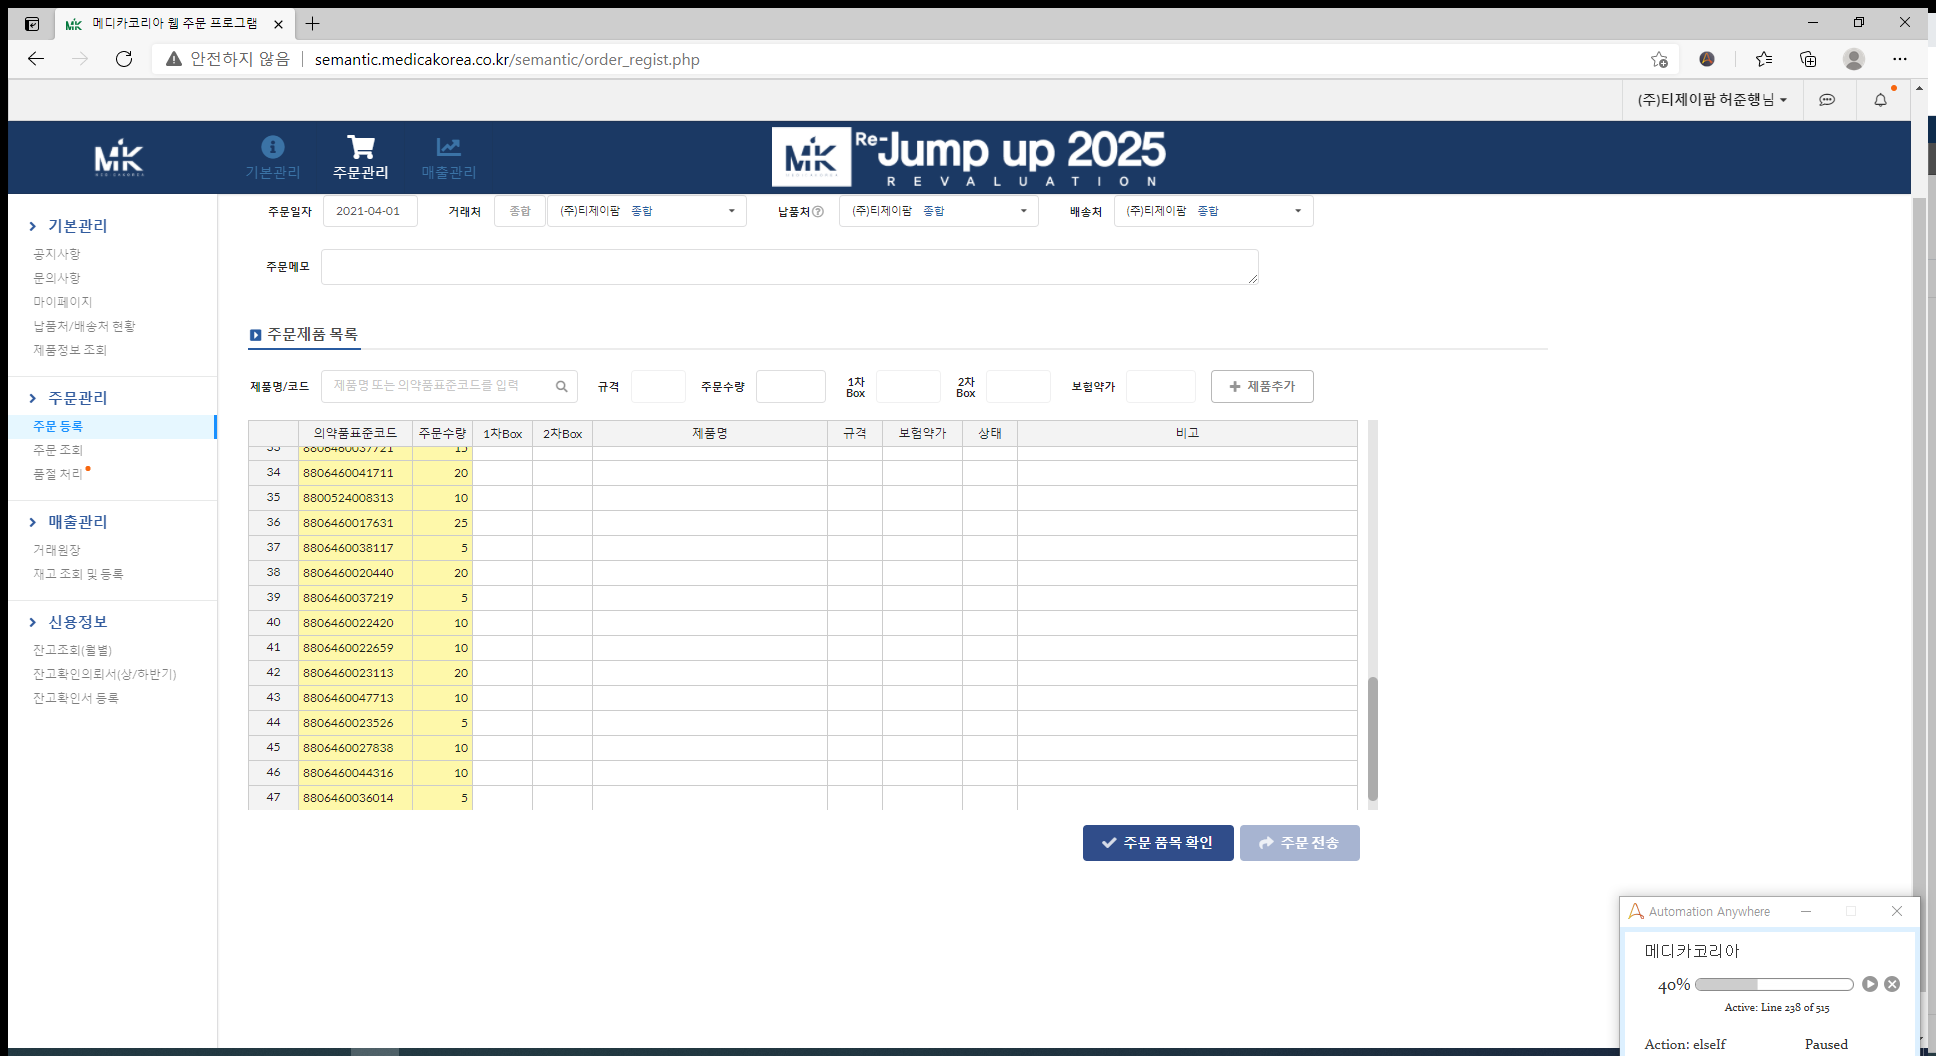 메디카코리아 웹 주문 프로그램
안전하지 않음 semantic.medicakorea.co.kr/semantic/order_regist.php
(주)티제이팜 허준행님
MK
기본관리 주문관리 매출관리
MK Re-Jump up 2025
REVALUATION
기본관리
공지사항
문의사항
마이페이지
납품처/배송처 현황
제품정보 조회
주문관리
주문 등록
주문 조회
품절 처리
매출관리
거래원장
재고 조회 및 등록
신용정보
잔고조회(월별)
잔고확인의뢰서(상/하반기)
잔고확인서 등록
주문일자 2021-04-01 거래처 종합 (주)티제이팜 종합 납품처 (주)티제이팜 종합 배송처 (주)티제이팜 종합
주문메모
주문제품 목록
제품명/코드 제품명 또는 의약품표준코드를 입력 규격 주문수량 1차 Box 2차 Box 보험약가 제품추가
의약품표준코드 주문수량 1차Box 2차Box 제품명 규격 보험약가 상태 비고
33 8806460037721 15
34 8806460041711 20
35 8800524008313 10
36 8806460017631 25
37 8806460038117 5
38 8806460020440 20
39 8806460037219 5
40 8806460022420 10
41 8806460022659 10
42 8806460023113 20
43 8806460047713 10
44 8806460023526 5
45 8806460027838 10
46 8806460044316 10
47 8806460036014 5
주문 품목 확인 주문 전송
Automation Anywhere
메디카코리아
40%
Active: Line 238 of 515
Action: elseIf Paused